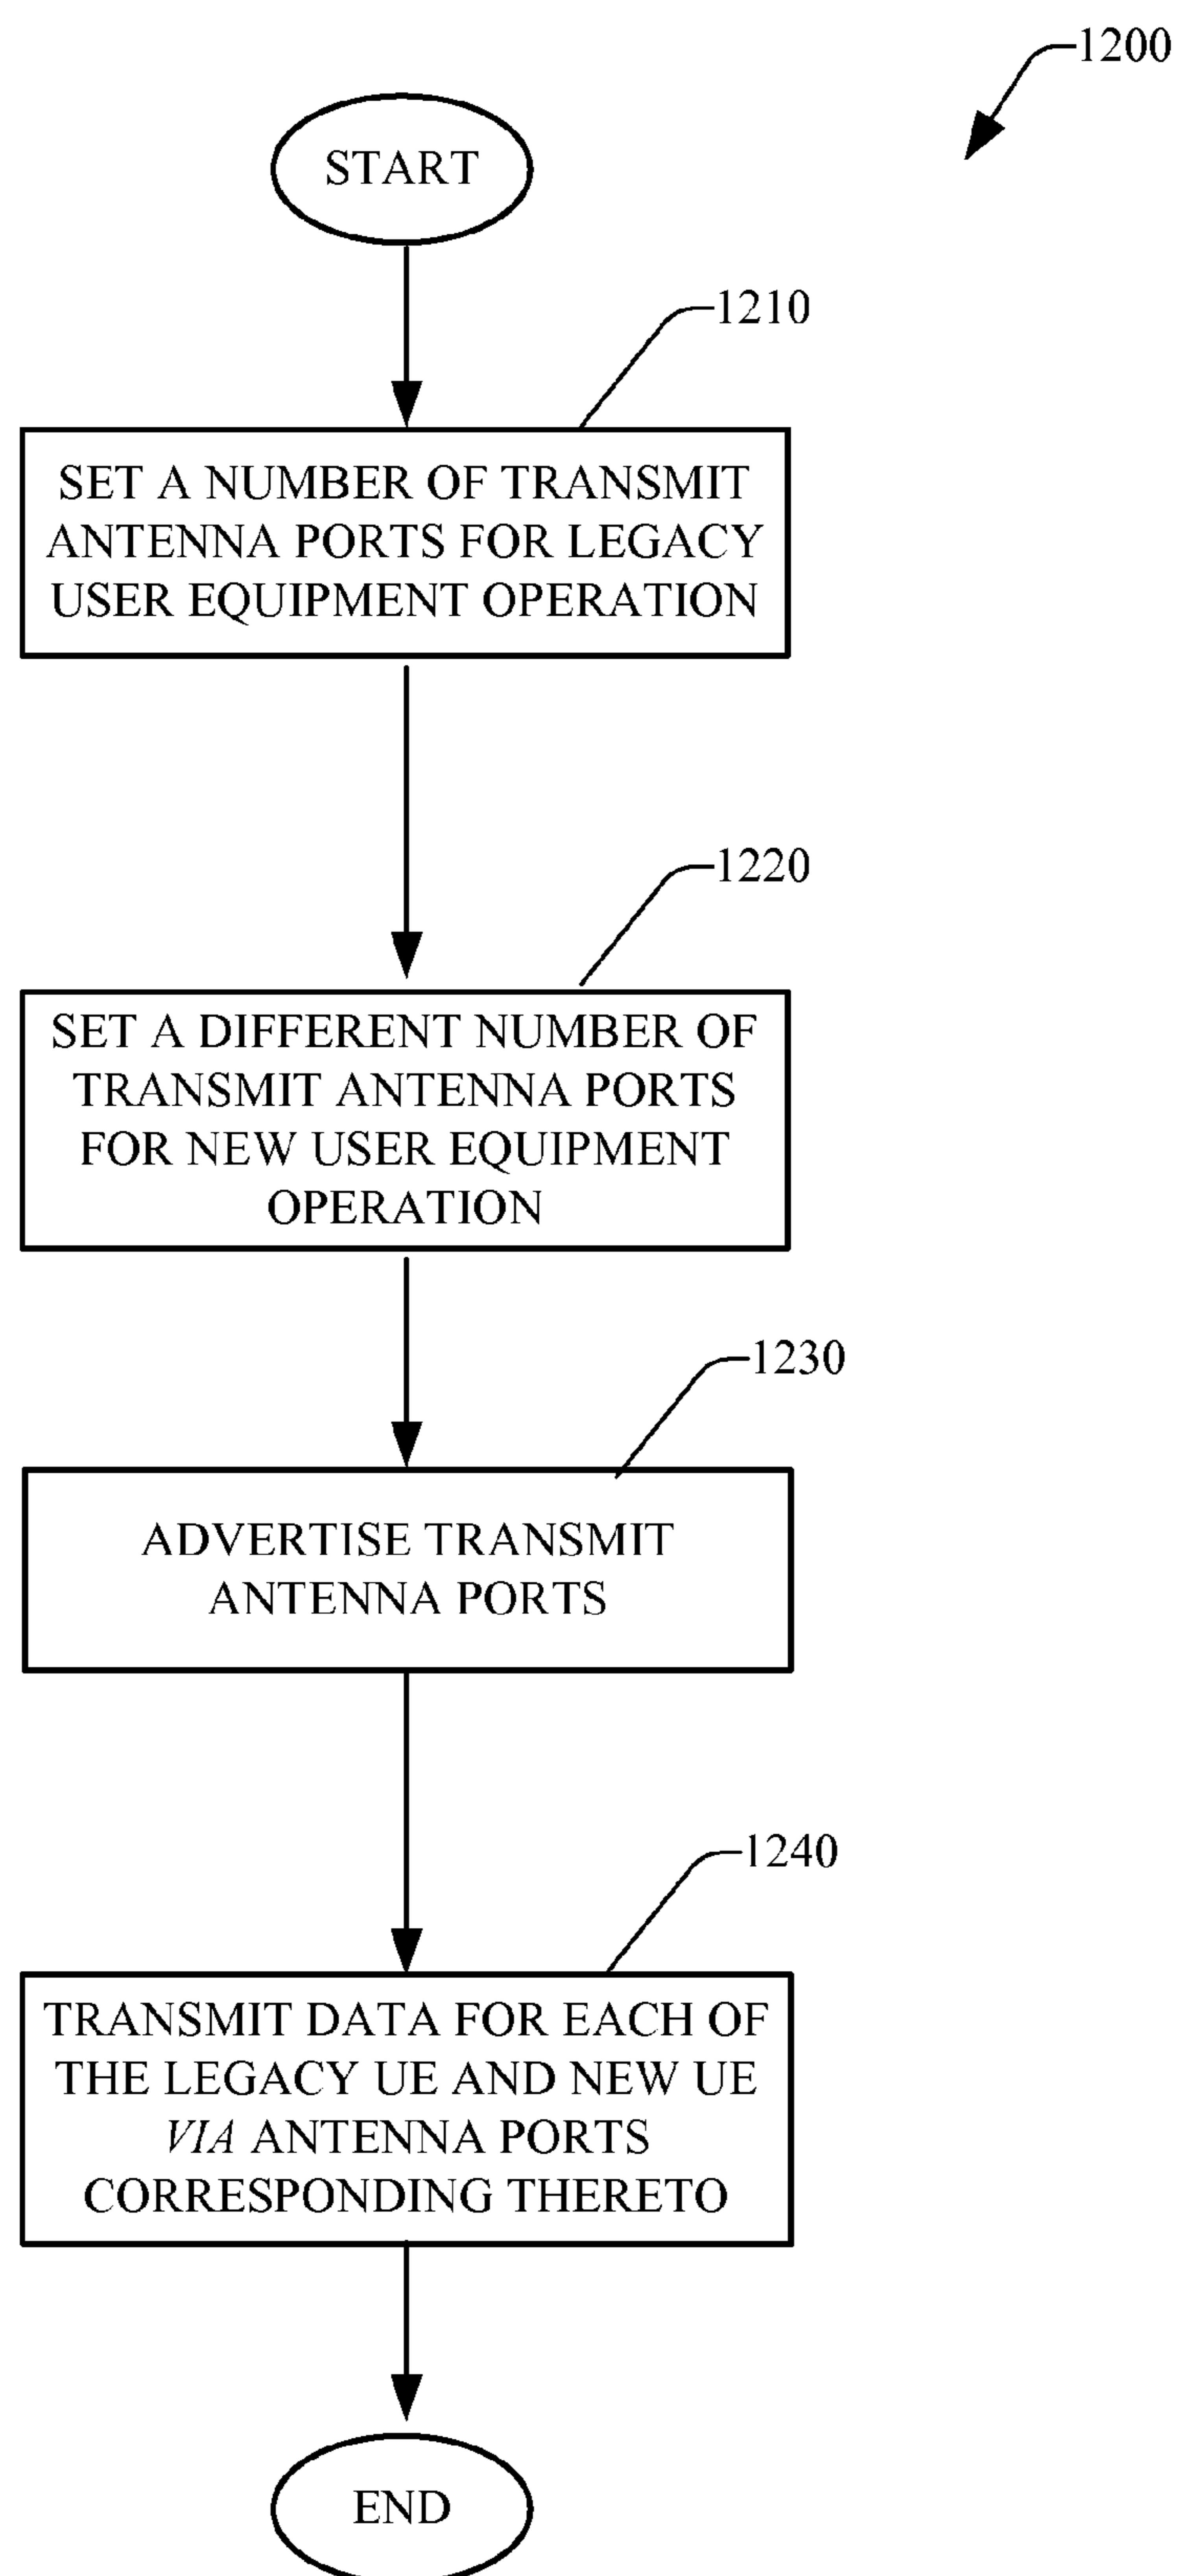 1200
START
1210
SET A NUMBER OF TRANSMIT
ANTENNA PORTS FOR LEGACY
USER EQUIPMENT OPERATION
1220
SET A DIFFERENT NUMBER OF
TRANSMIT ANTENNA PORTS
FOR NEW USER EQUIPMENT
OPERATION
1230
ADVERTISE TRANSMIT
ANTENNA PORTS
1240
TRANSMIT DATA FOR EACH OF
THE LEGACY UE AND NEW UE
VIA ANTENNA PORTS
CORRESPONDING THERETO
END